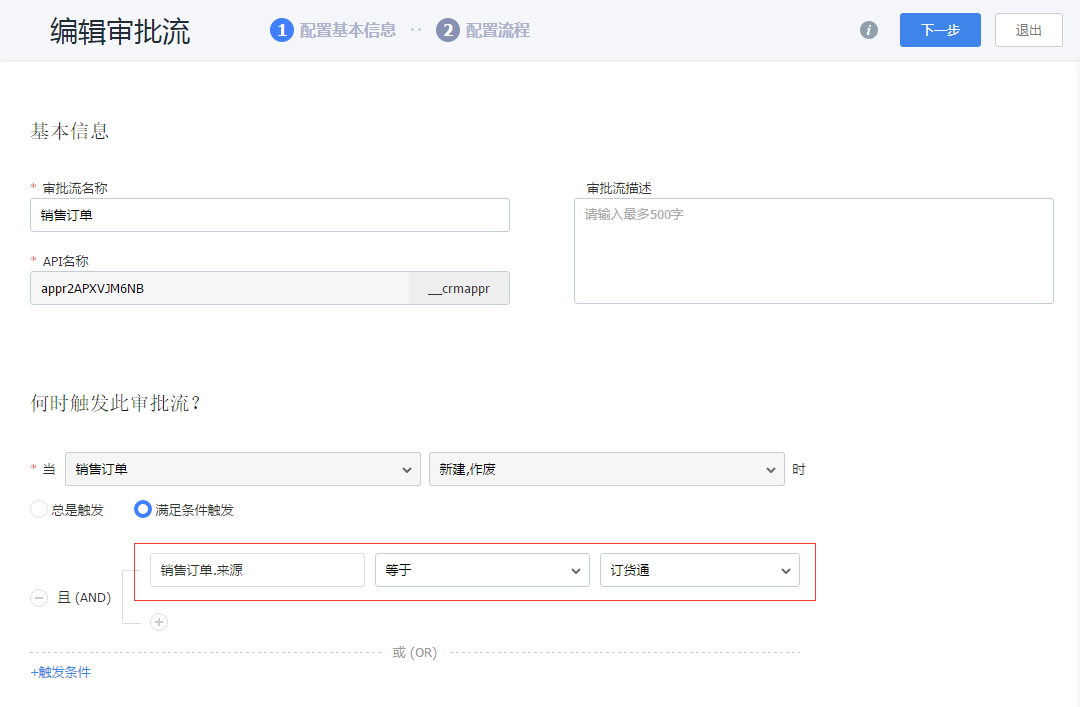 编辑审批流
1 配置基本信息 ·· 2 配置流程
i
下一步
退出
基本信息
* 审批流名称
销售订单
审批流描述
请输入最多500字
* API名称
appr2APXVJM6NB
__crmappr
何时触发此审批流?
* 当 销售订单 新建,作废 时
总是触发 满足条件触发
销售订单.来源 等于 订货通
且 (AND)
或 (OR)
+触发条件